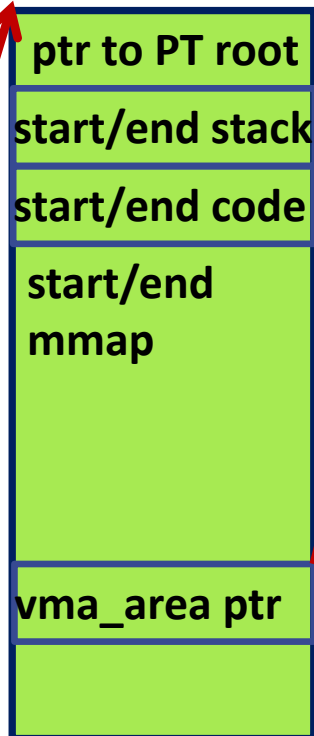 ptr to PT root
start/end stack
start/end code
start/end
mmap
vma_area ptr